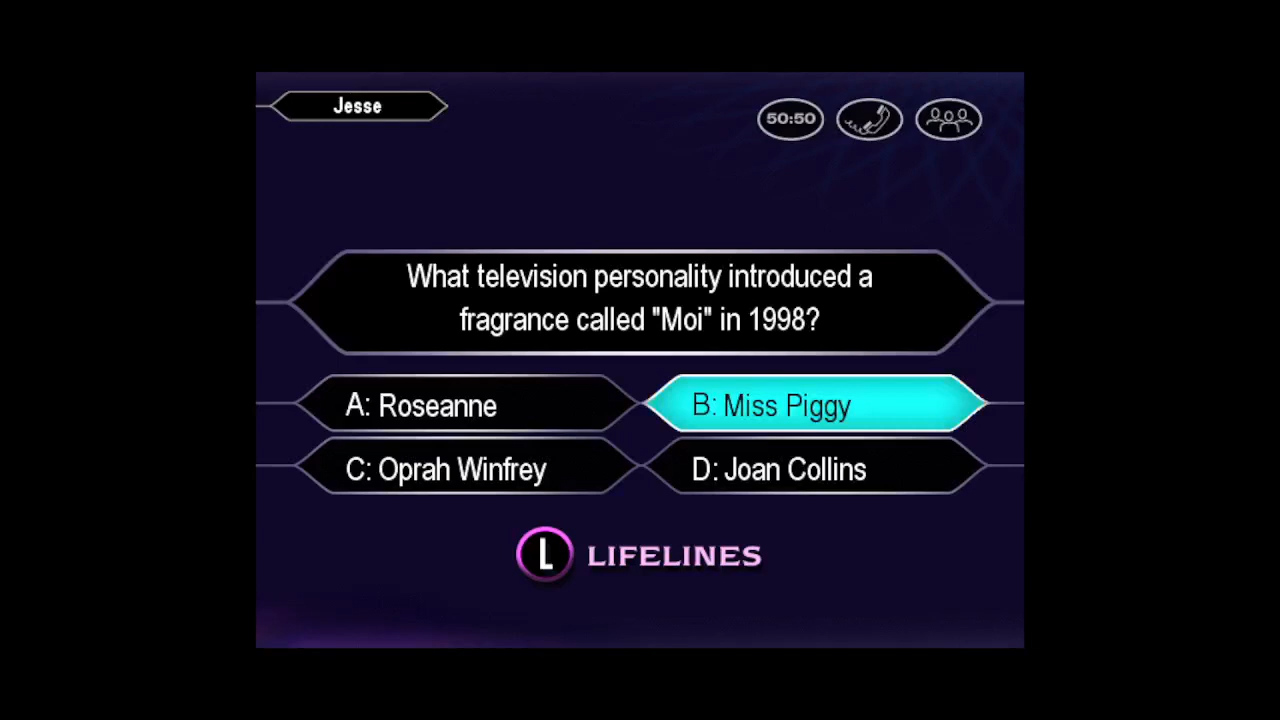 Jesse
50:50
What television personality introduced a
fragrance called "Moi" in 1998?
A: Roseanne
B: Miss Piggy
C: Oprah Winfrey
D: Joan Collins
L LIFELINES